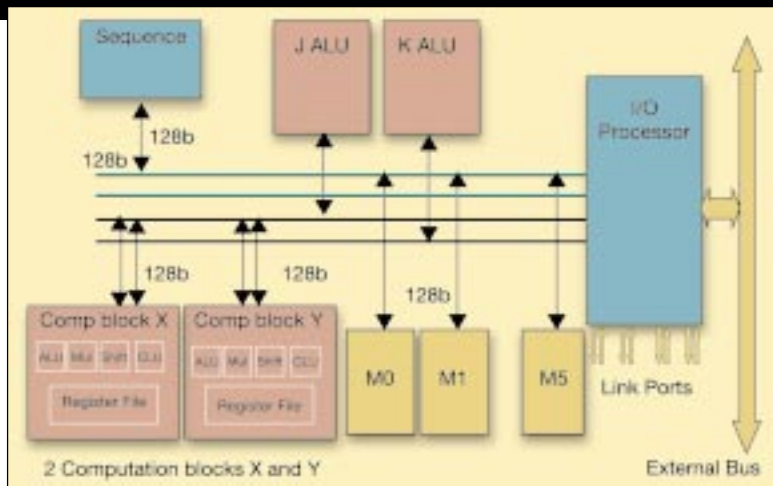 Sequence
J ALU
K ALU
I/O
Processor
128b
128b
128b
128b
128b
Comp block X
Comp block Y
ALU
Mul
Shift
CLU
ALU
Mul
Shift
CLU
Register File
Register File
M0
M1
M5
Link Ports
2 Computation blocks X and Y
External Bus